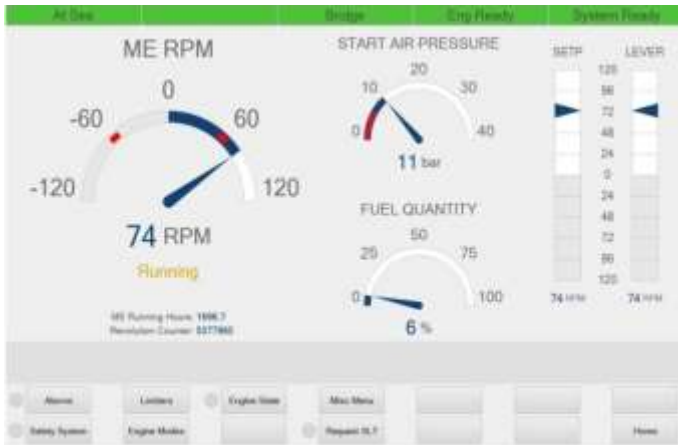 At Sea Bridge Eng Ready System Ready
ME RPM
START AIR PRESSURE
SETP LEVER
-120 -60 0 60 120
74 RPM
Running
ME Running Hours:
Revolution Counter:
0 10 20 30 40
11 bar
FUEL QUANTITY
0 25 50 75 100
6 %
120
96
72
48
24
0
24
48
72
96
120
74 RPM 74 RPM
Alarms Limiters Engine State Misc Menu
Safety System Engine Modes Request SLT Home